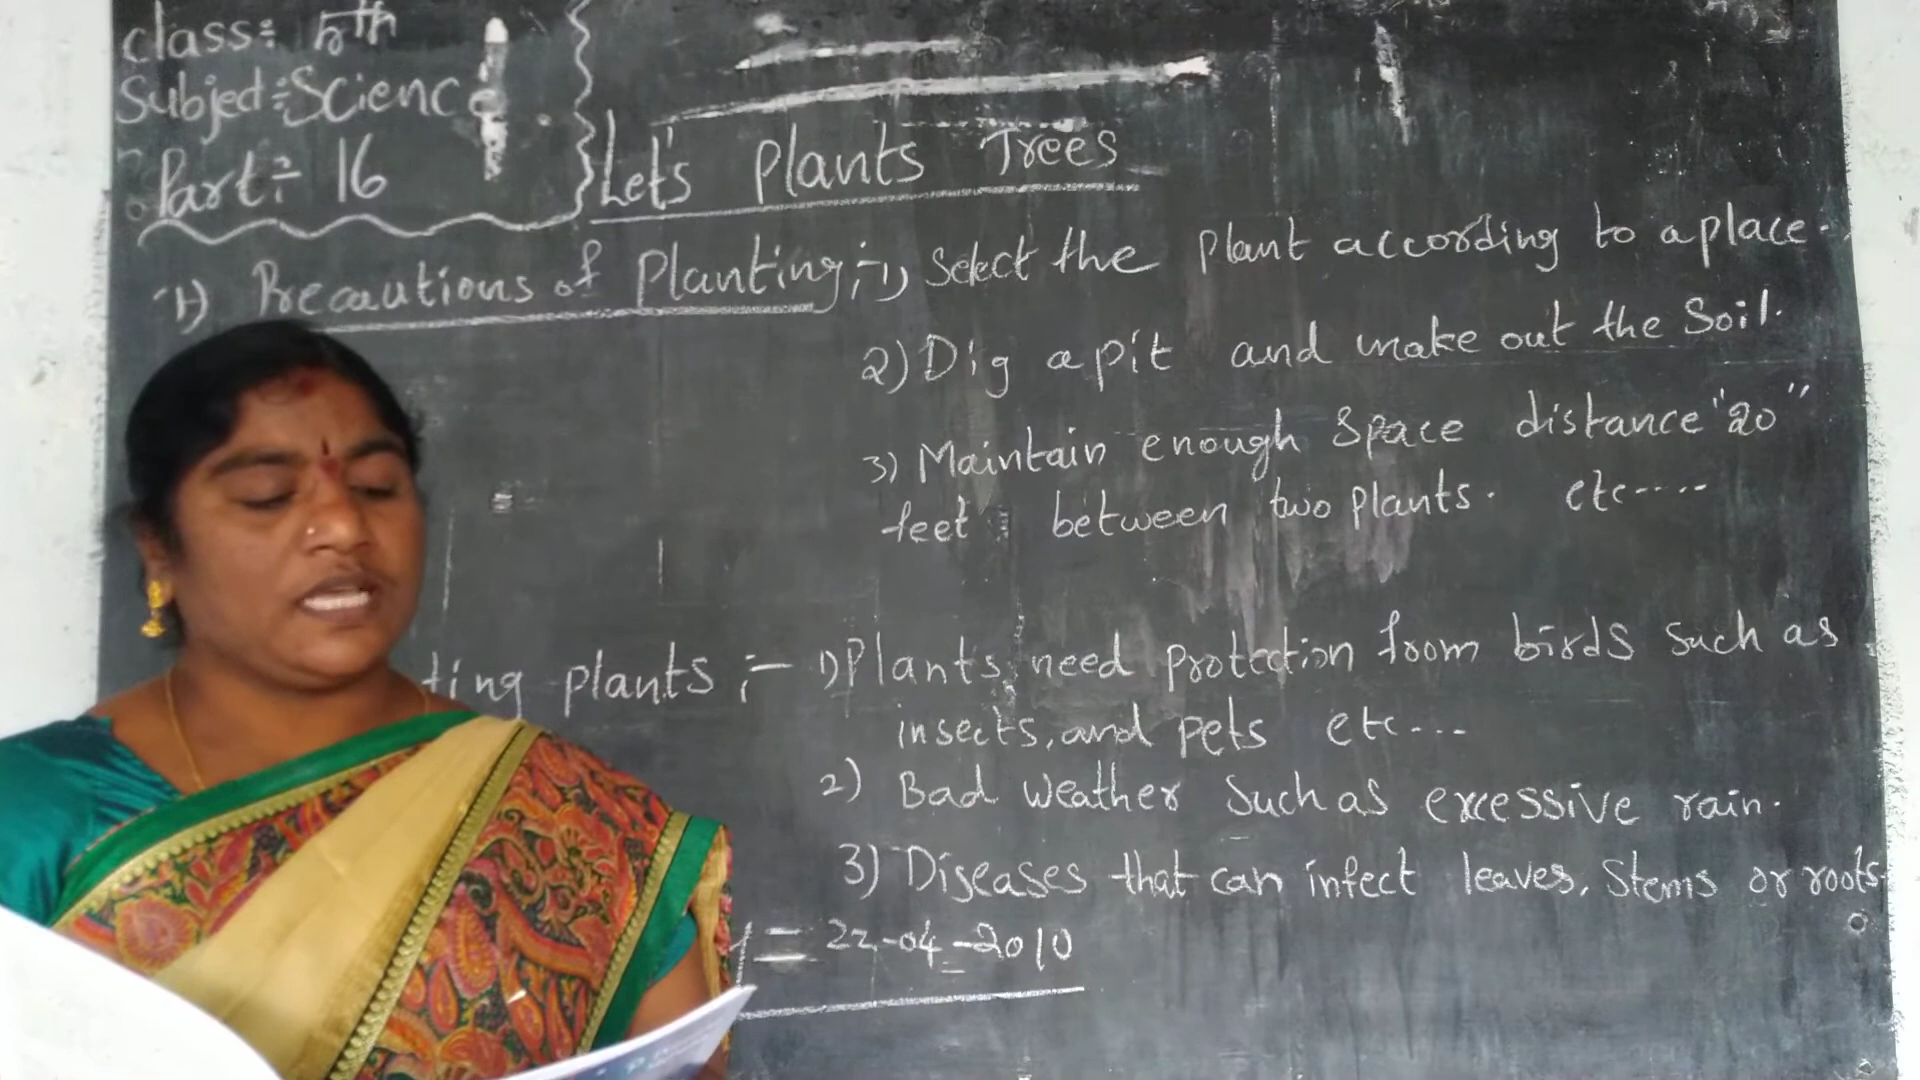 class:- 5th
Subject:- Science
Part:- 16
Let's Plants Trees
1) Precautions of Planting :- 1) Select the Plant according to a place.
2) Dig a pit and make out the Soil.
3) Maintain enough Space distance "20"
feet between two Plants. etc.....
ting plants :- 1) Plants need Protection from birds such as
insects, and pets etc...
2) Bad weather Such as excessive rain.
3) Diseases that can infect leaves, Stems or roots.
= 22-04-2010